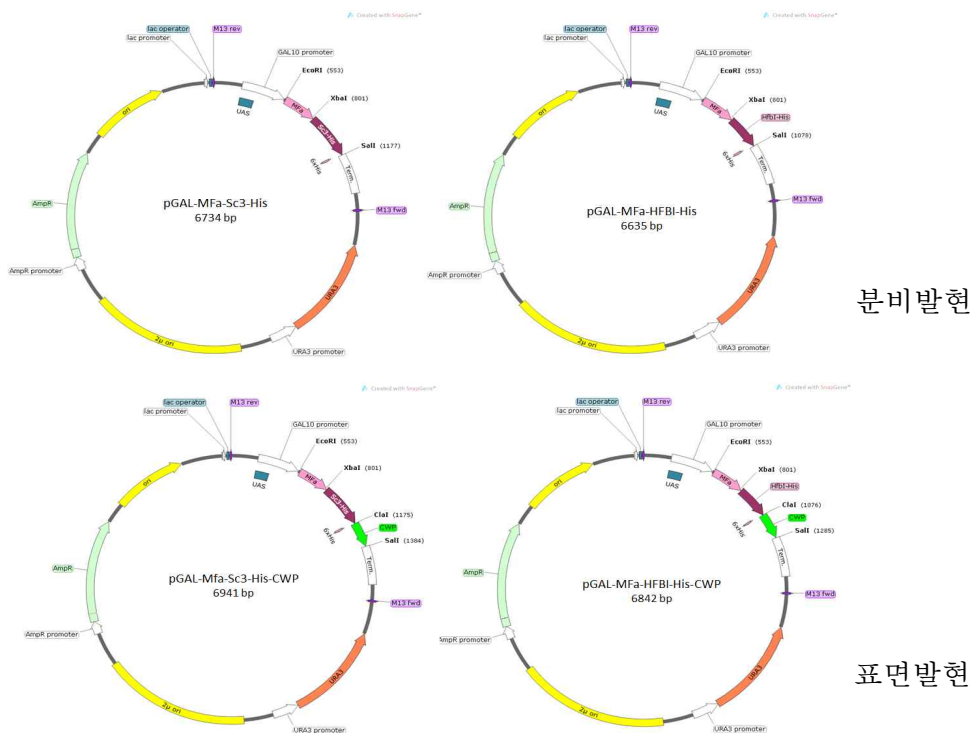 Created with SnapGene®
lac operator
M13 rev
lac promoter
GAL10 promoter
EcoRI (553)
UAS
MFa
XbaI (801)
Sc3-His
SalI (1177)
6xHis
Term.
M13 fwd
URA3
URA3 promoter
2μ ori
AmpR promoter
AmpR
ori
pGAL-MFa-Sc3-His
6734 bp
Created with SnapGene®
lac operator
M13 rev
lac promoter
GAL10 promoter
EcoRI (553)
UAS
MFa
XbaI (801)
HfbI-His
SalI (1078)
6xHis
Term.
M13 fwd
URA3
URA3 promoter
2μ ori
AmpR promoter
AmpR
ori
pGAL-MFa-HFBI-His
6635 bp
분비발현
Created with SnapGene®
lac operator
M13 rev
lac promoter
GAL10 promoter
EcoRI (553)
UAS
MFa
XbaI (801)
Sc3-His
ClaI (1175)
CWP
6xHis
SalI (1384)
Term.
M13 fwd
URA3
URA3 promoter
2μ ori
AmpR promoter
AmpR
ori
pGAL-Mfa-Sc3-His-CWP
6941 bp
Created with SnapGene®
lac operator
M13 rev
lac promoter
GAL10 promoter
EcoRI (553)
UAS
MFa
XbaI (801)
HfbI-His
ClaI (1076)
CWP
6xHis
SalI (1285)
Term.
M13 fwd
URA3
URA3 promoter
2μ ori
AmpR promoter
AmpR
ori
pGAL-MFa-HFBI-His-CWP
6842 bp
표면발현